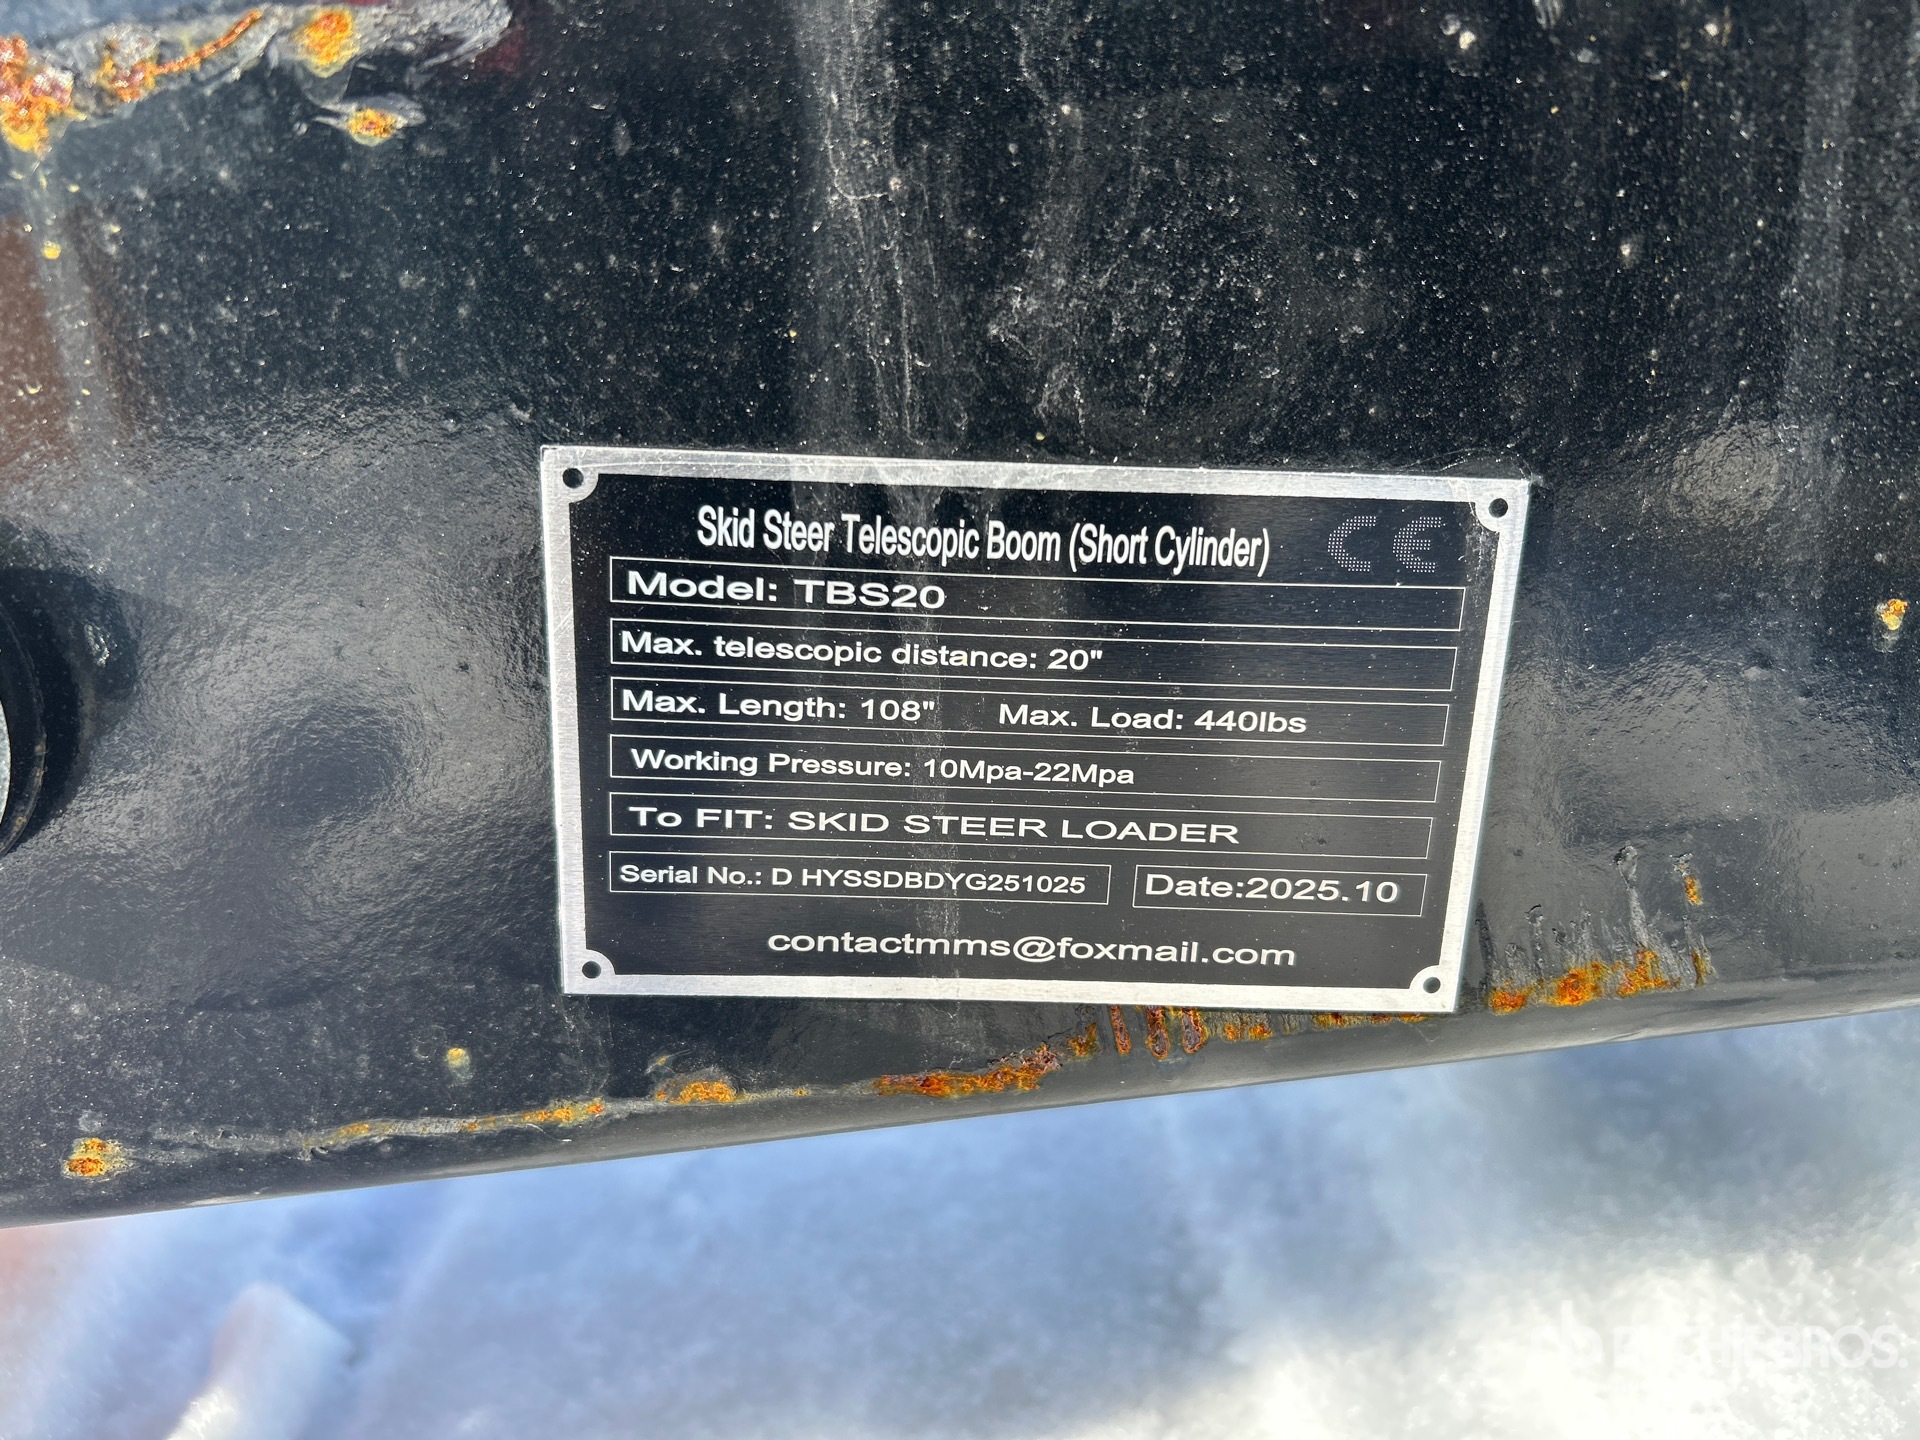 Skid Steer Telescopic Boom (Short Cylinder) CE
Model: TBS20
Max. telescopic distance: 20"
Max. Length: 108" Max. Load: 440lbs
Working Pressure: 10Mpa-22Mpa
To FIT: SKID STEER LOADER
Serial No.: D HYSSDBDYG251025 Date:2025.10
contactmms@foxmail.com